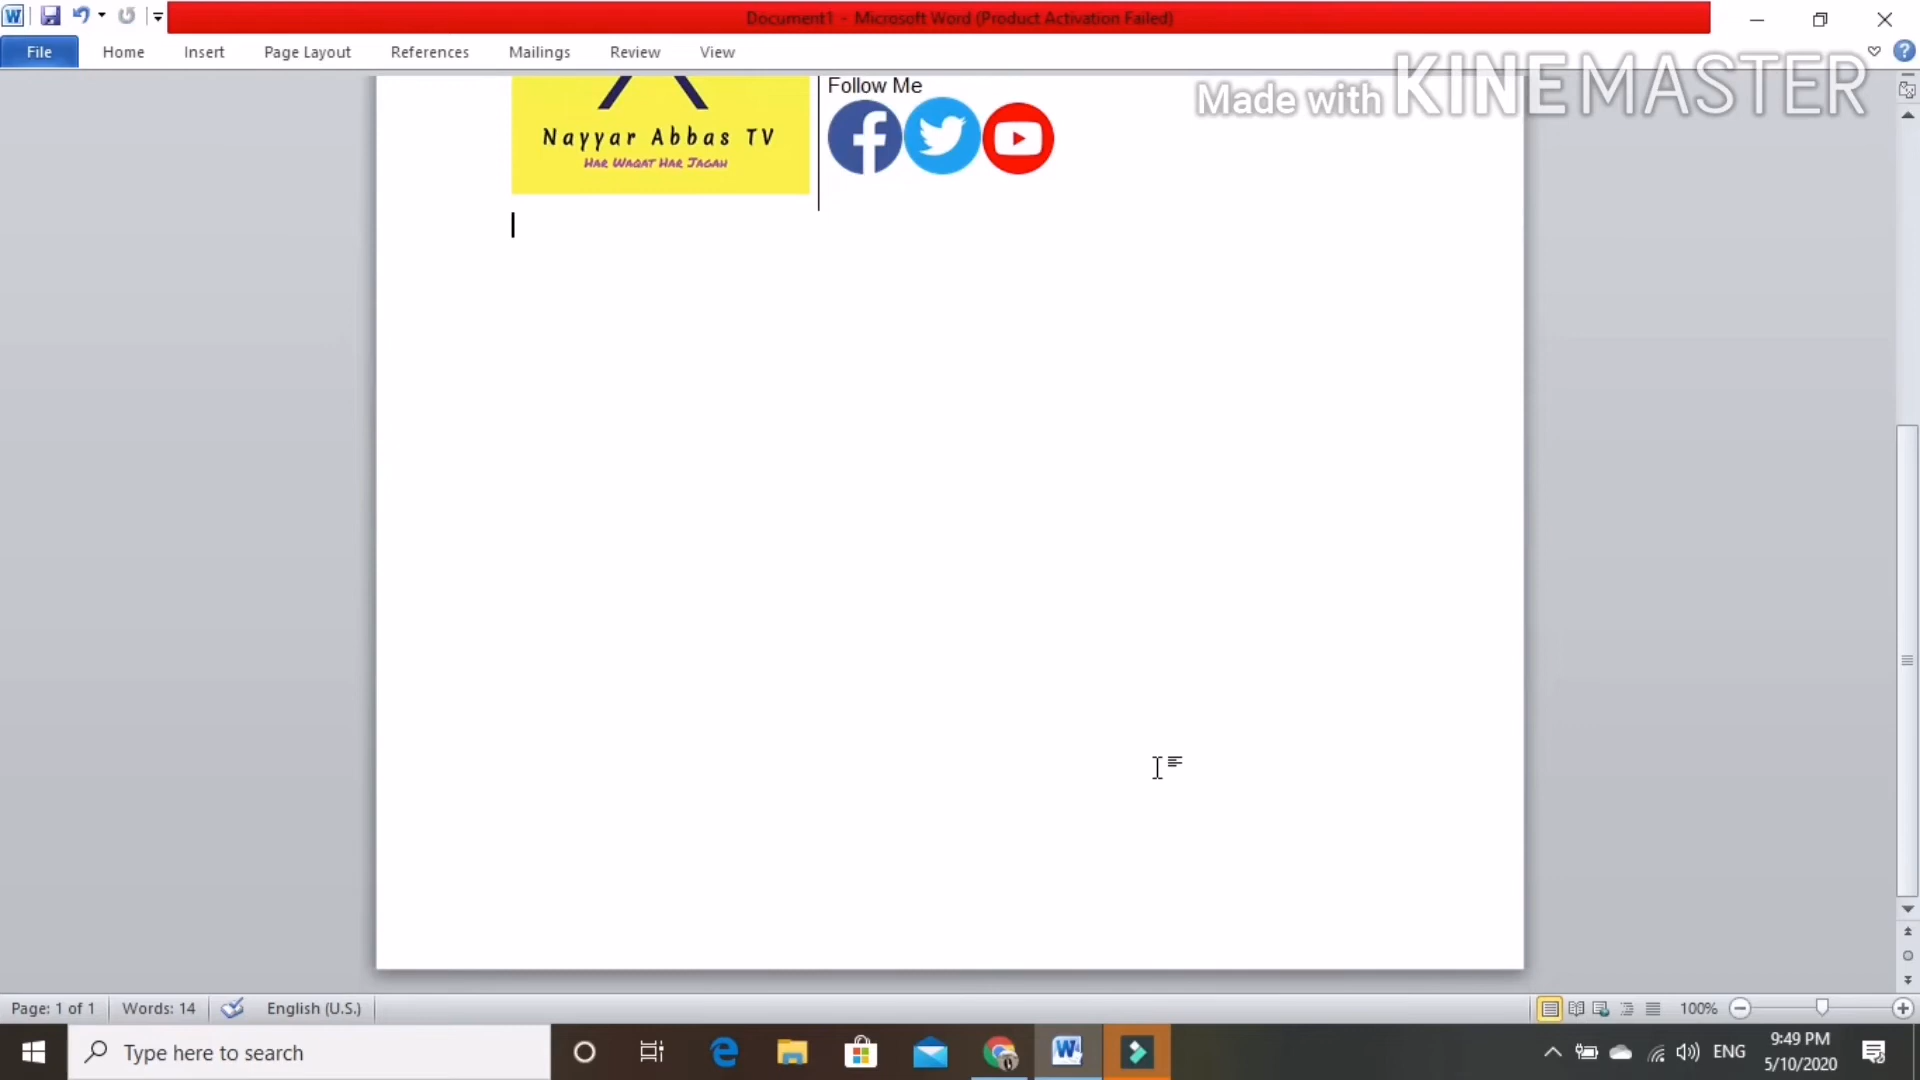 Document1 - Microsoft Word (Product Activation Failed)
File Home Insert Page Layout References Mailings Review View
Made with KINEMASTER
Follow Me
Nayyar Abbas TV
HAR WAQAT HAR JAGAH
Page: 1 of 1 Words: 14 English (U.S.) 100%
Type here to search
ENG
9:49 PM
5/10/2020